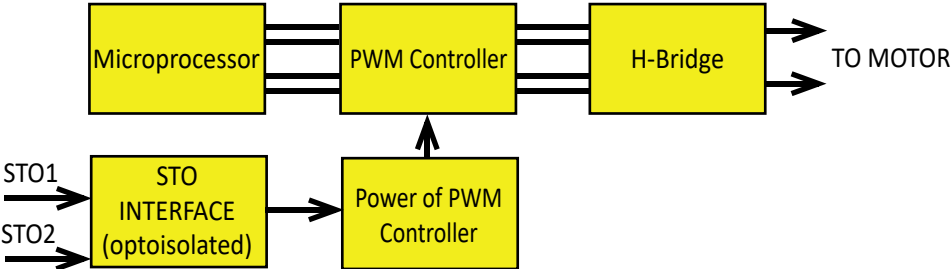 Microprocessor
PWM Controller
H-Bridge
TO MOTOR
STO1
STO2
STO
INTERFACE
(optoisolated)
Power of PWM
Controller